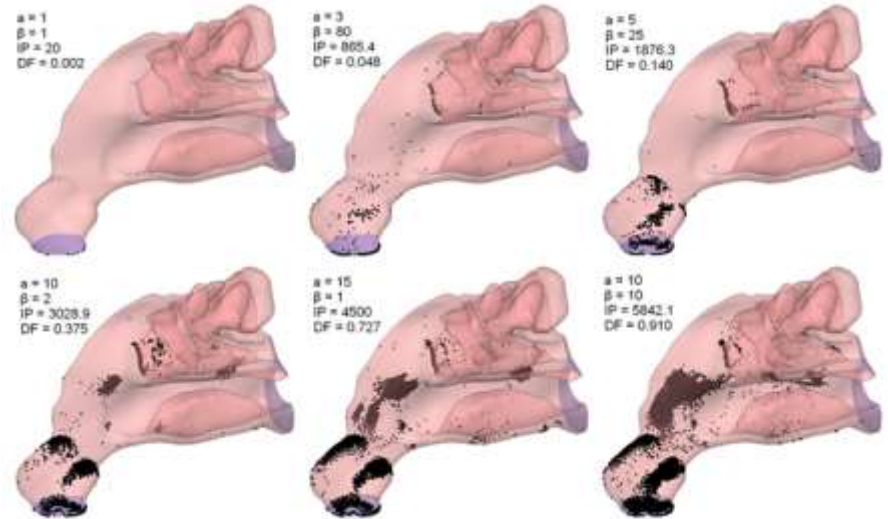 a = 1
β = 1
IP = 20
DF = 0.002
a = 3
β = 80
IP = 865.4
DF = 0.048
a = 5
β = 25
IP = 1876.3
DF = 0.140
a = 10
β = 2
IP = 3028.9
DF = 0.375
a = 15
β = 1
IP = 4500
DF = 0.727
a = 10
β = 10
IP = 5842.1
DF = 0.910